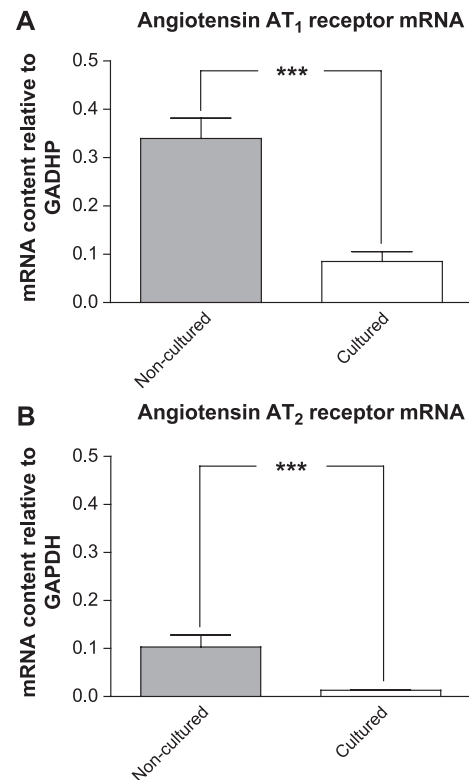 A
Angiotensin AT₁ receptor mRNA
mRNA content relative to
GADHP
0.5
0.4
0.3
0.2
0.1
0.0
***
Non-cultured
Cultured
B
Angiotensin AT₂ receptor mRNA
mRNA content relative to
GAPDH
0.5
0.4
0.3
0.2
0.1
0.0
***
Non-cultured
Cultured